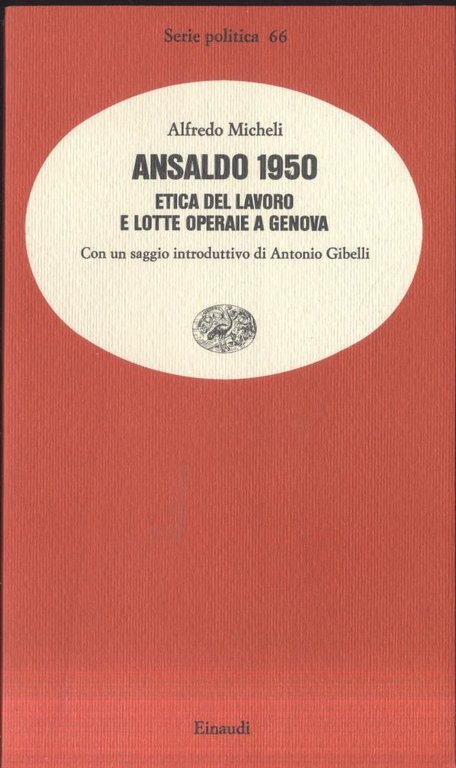 Serie politica 66
Alfredo Micheli
ANSALDO 1950
ETICA DEL LAVORO
E LOTTE OPERAIE A GENOVA
Con un saggio introduttivo di Antonio Gibelli
Einaudi